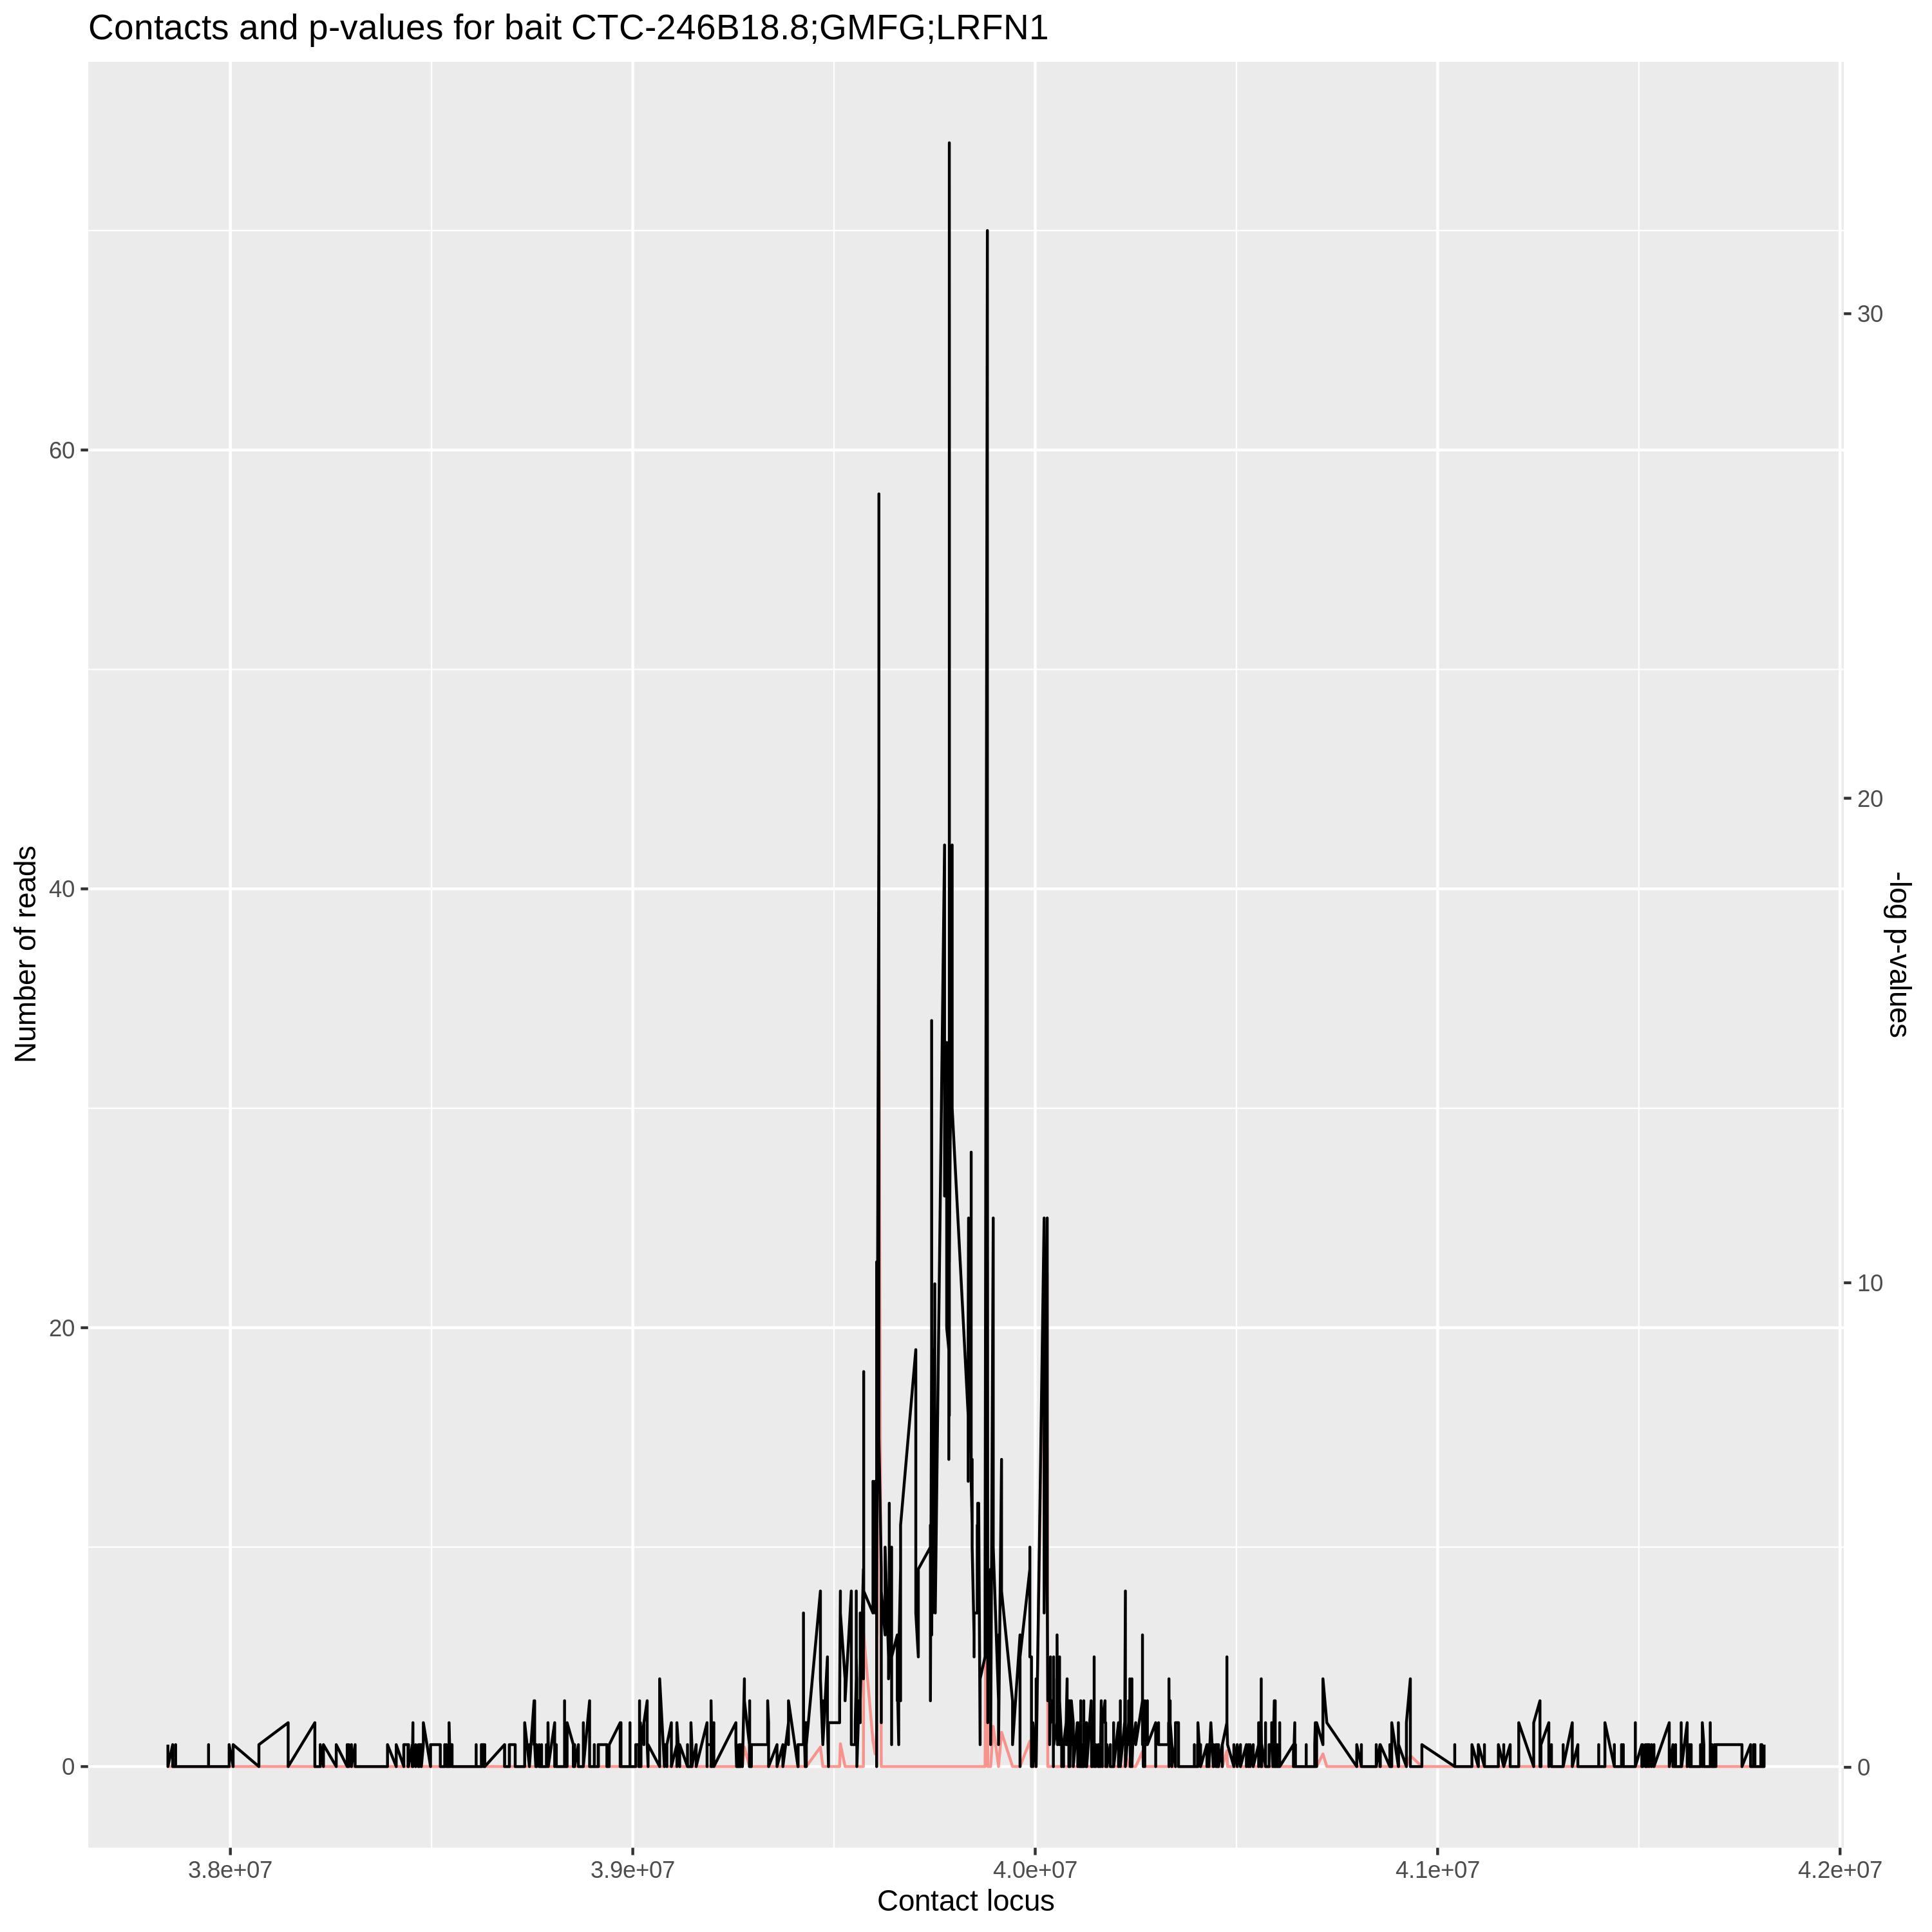 Contacts and p-values for bait CTC-246B18.8;GMFG;LRFN1
Number of reads
60
40
20
0
30
20
10
0
-log p-values
3.8e+07 3.9e+07 4.0e+07 4.1e+07 4.2e+07
Contact locus